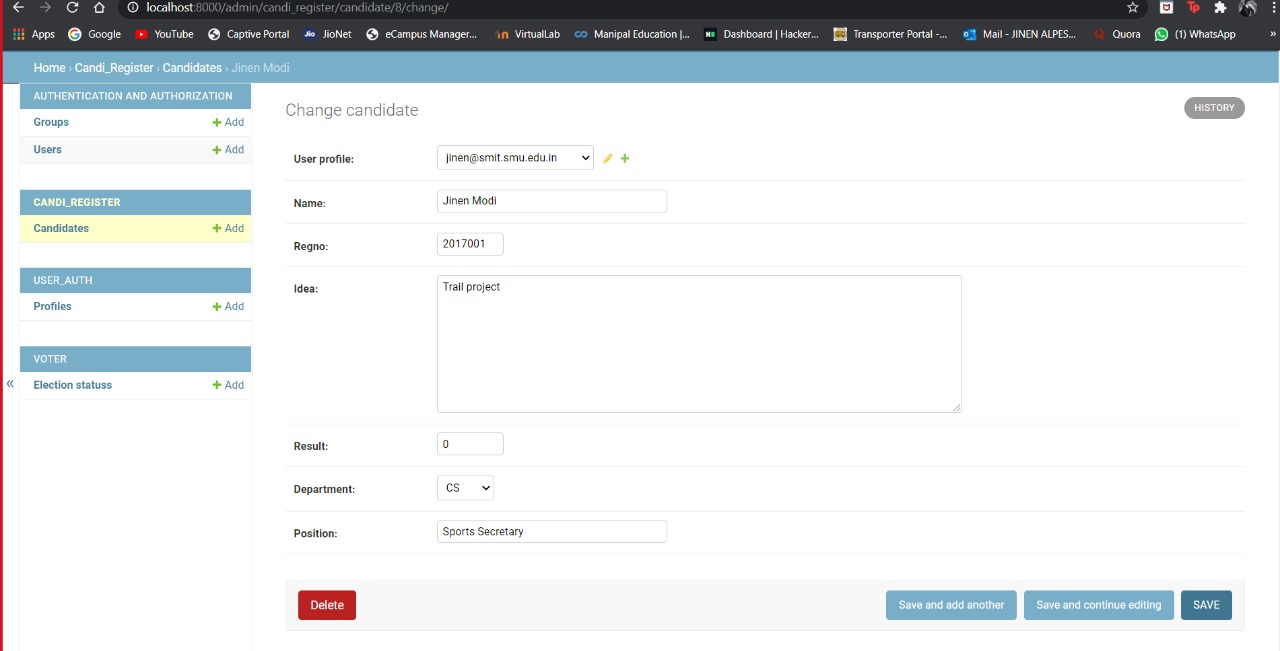 localhost:8000/admin/candi_register/candidate/8/change/
Apps Google YouTube Captive Portal Jio JioNet eCampus Manager... VirtualLab Manipal Education |... Dashboard | Hacker... Transporter Portal -... Mail - JINEN ALPES... Quora (1) WhatsApp »
Home › Candi_Register › Candidates › Jinen Modi
AUTHENTICATION AND AUTHORIZATION
Groups + Add
Users + Add
CANDI_REGISTER
Candidates + Add
USER_AUTH
Profiles + Add
VOTER
Election statuss + Add
«
Change candidate
HISTORY
User profile: jinen@smit.smu.edu.in
Name: Jinen Modi
Regno: 2017001
Idea: Trail project
Result: 0
Department: CS
Position: Sports Secretary
Delete Save and add another Save and continue editing SAVE